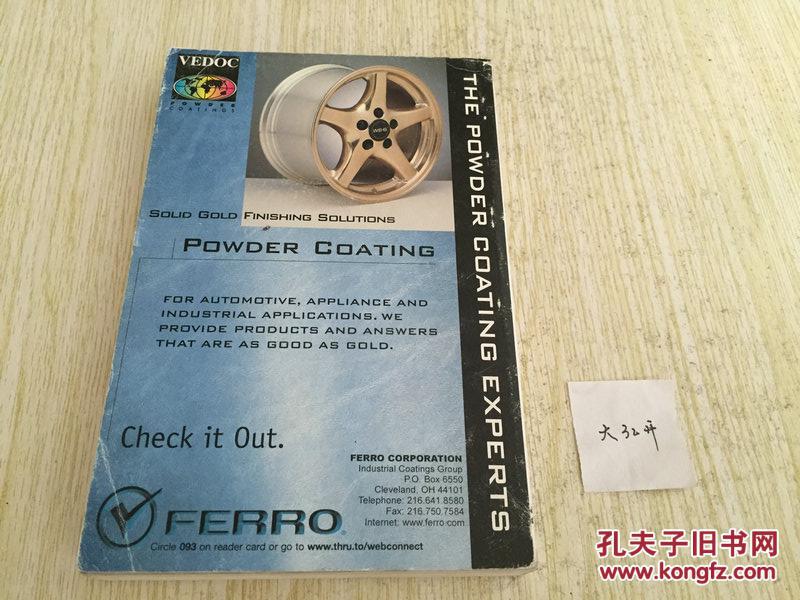 VEDOC
POWDER
COATINGS
SOLID GOLD FINISHING SOLUTIONS
POWDER COATING
FOR AUTOMOTIVE, APPLIANCE AND
INDUSTRIAL APPLICATIONS. WE
PROVIDE PRODUCTS AND ANSWERS
THAT ARE AS GOOD AS GOLD.
Check it Out.
FERRO CORPORATION
Industrial Coatings Group
P.O. Box 6550
Cleveland, OH 44101
Telephone: 216.641.8580
Fax: 216.750.7584
Internet: www.ferro.com
FERRO
Circle 093 on reader card or go to www.thru.to/webconnect
THE POWDER COATING EXPERTS
大32开
孔夫子旧书网
www.kongfz.com